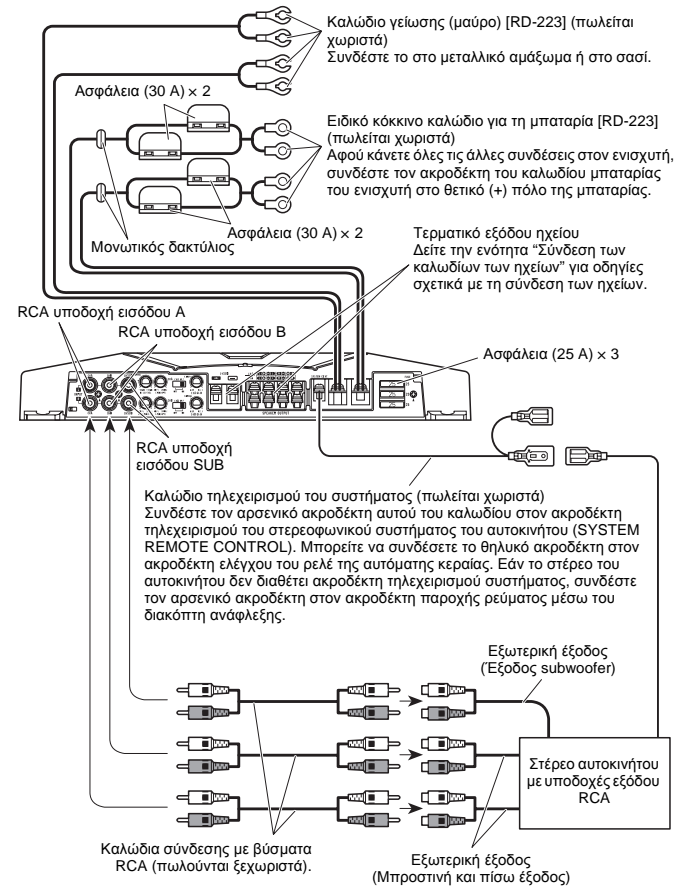 Καλώδιο γείωσης (μαύρο) [RD-223] (πωλείται
χωριστά)
Συνδέστε το στο μεταλλικό αμάξωμα ή στο σασί.
Ασφάλεια (30 A) × 2
Ειδικό κόκκινο καλώδιο για τη μπαταρία [RD-223]
(πωλείται χωριστά)
Αφού κάνετε όλες τις άλλες συνδέσεις στον ενισχυτή,
συνδέστε τον ακροδέκτη του καλωδίου μπαταρίας
του ενισχυτή στο θετικό (+) πόλο της μπαταρίας.
Ασφάλεια (30 A) × 2
Μονωτικός δακτύλιος
Τερματικό εξόδου ηχείου
Δείτε την ενότητα “Σύνδεση των
καλωδίων των ηχείων” για οδηγίες
σχετικά με τη σύνδεση των ηχείων.
RCA υποδοχή εισόδου A
RCA υποδοχή εισόδου B
Ασφάλεια (25 A) × 3
SPEAKER OUTPUT
25
25
RCA υποδοχή
εισόδου SUB
Καλώδιο τηλεχειρισμού του συστήματος (πωλείται χωριστά)
Συνδέστε τον αρσενικό ακροδέκτη αυτού του καλωδίου στον ακροδέκτη
τηλεχειρισμού του στερεοφωνικού συστήματος του αυτοκινήτου (SYSTEM
REMOTE CONTROL). Μπορείτε να συνδέσετε το θηλυκό ακροδέκτη στον
ακροδέκτη ελέγχου του ρελέ της αυτόματης κεραίας. Εάν το στέρεο του
αυτοκινήτου δεν διαθέτει ακροδέκτη τηλεχειρισμού συστήματος, συνδέστε
τον αρσενικό ακροδέκτη στον ακροδέκτη παροχής ρεύματος μέσω του
διακόπτη ανάφλεξης.
Εξωτερική έξοδος
(Έξοδος subwoofer)
Στέρεο αυτοκινήτου
με υποδοχές εξόδου
RCA
Καλώδια σύνδεσης με βύσματα
RCA (πωλούνται ξεχωριστά).
Εξωτερική έξοδος
(Μπροστινή και πίσω έξοδος)